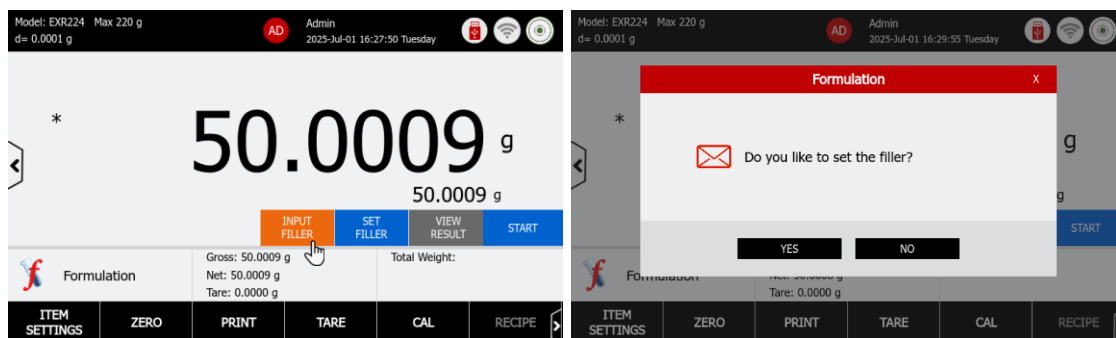 Model: EXR224 Max 220 g
d= 0.0001 g
AD
Admin
2025-Jul-01 16:27:50 Tuesday
*
50.0009 g
50.0009 g
INPUT FILLER
SET FILLER
VIEW RESULT
START
Formulation
Gross: 50.0009 g
Net: 50.0009 g
Tare: 0.0000 g
Total Weight:
ITEM SETTINGS
ZERO
PRINT
TARE
CAL
RECIPE
Model: EXR224 Max 220 g
d= 0.0001 g
AD
Admin
2025-Jul-01 16:29:55 Tuesday
Formulation
X
*
g
Do you like to set the filler?
g
START
YES
NO
Formulation
Tare: 0.0000 g
ITEM SETTINGS
ZERO
PRINT
TARE
CAL
RECIPE